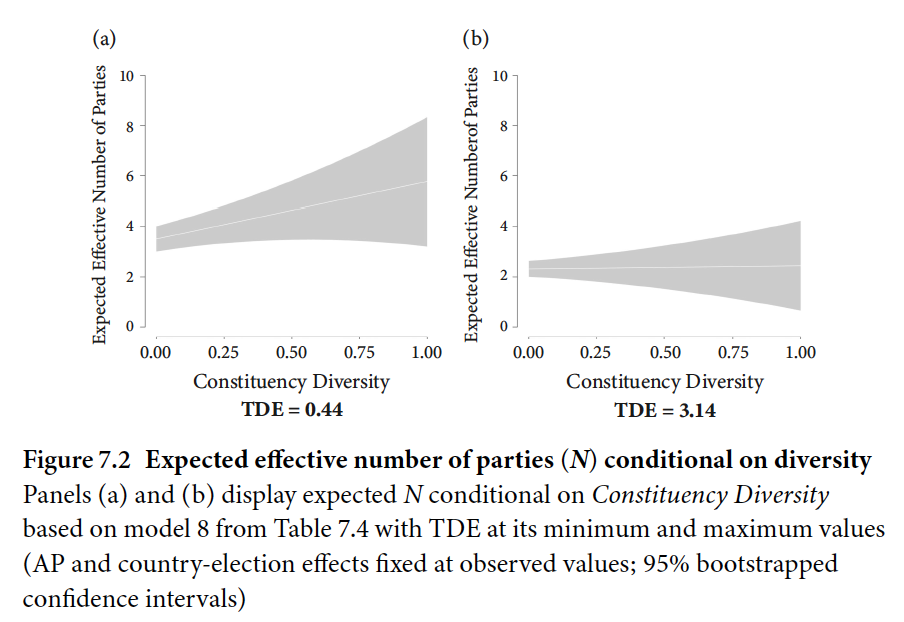 (a)
Expected Effective Number of Parties
10
8
6
4
2
0
0.00 0.25 0.50 0.75 1.00
Constituency Diversity
TDE = 0.44
(b)
Expected Effective Numberof Parties
10
8
6
4
2
0
0.00 0.25 0.50 0.75 1.00
Constituency Diversity
TDE = 3.14
Figure 7.2 Expected effective number of parties (N) conditional on diversity
Panels (a) and (b) display expected N conditional on Constituency Diversity
based on model 8 from Table 7.4 with TDE at its minimum and maximum values
(AP and country-election effects fixed at observed values; 95% bootstrapped
confidence intervals)